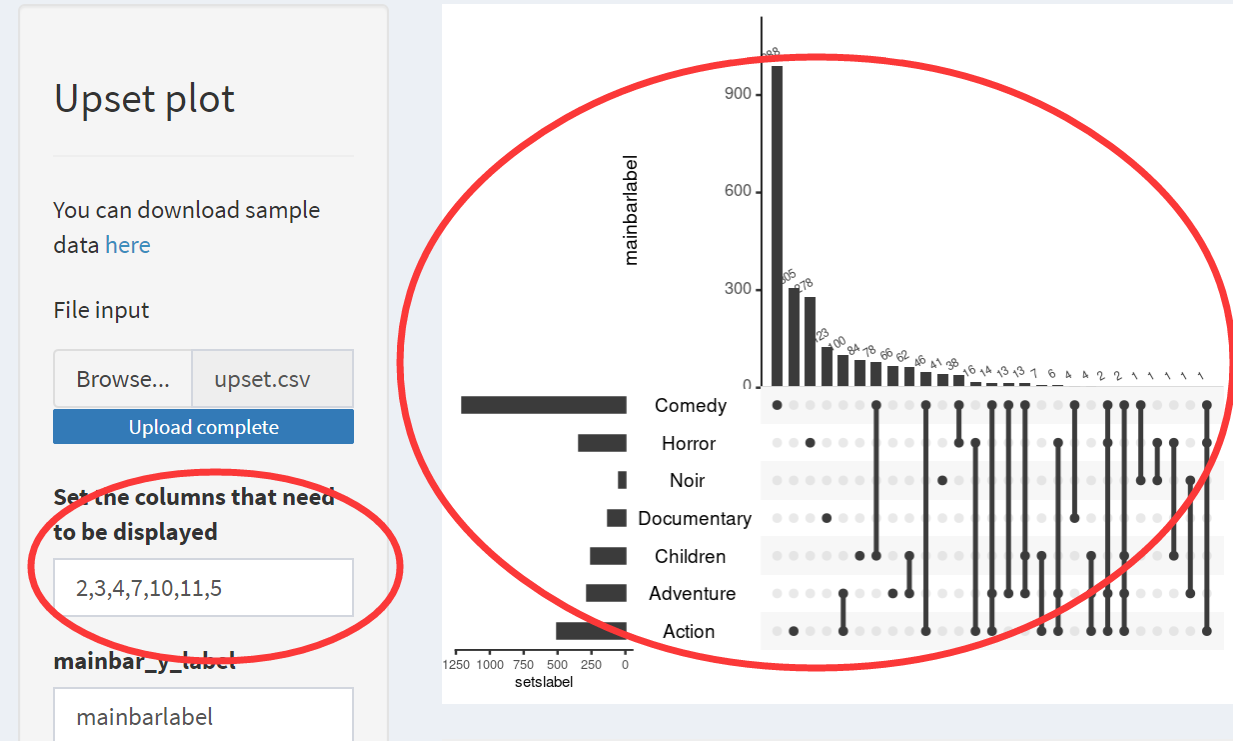 Upset plot
You can download sample
data here
File input
Browse... upset.csv
Upload complete
Set the columns that need
to be displayed
2,3,4,7,10,11,5
mainbar_y_label
mainbarlabel
mainbarlabel
900
600
300
0
278
123
100
84
78
66
62
46
41
38
16
14
13
13
7
6
4
4
2
2
1
1
1
1
1
Comedy
Horror
Noir
Documentary
Children
Adventure
Action
1250 1000 750 500 250 0
setslabel